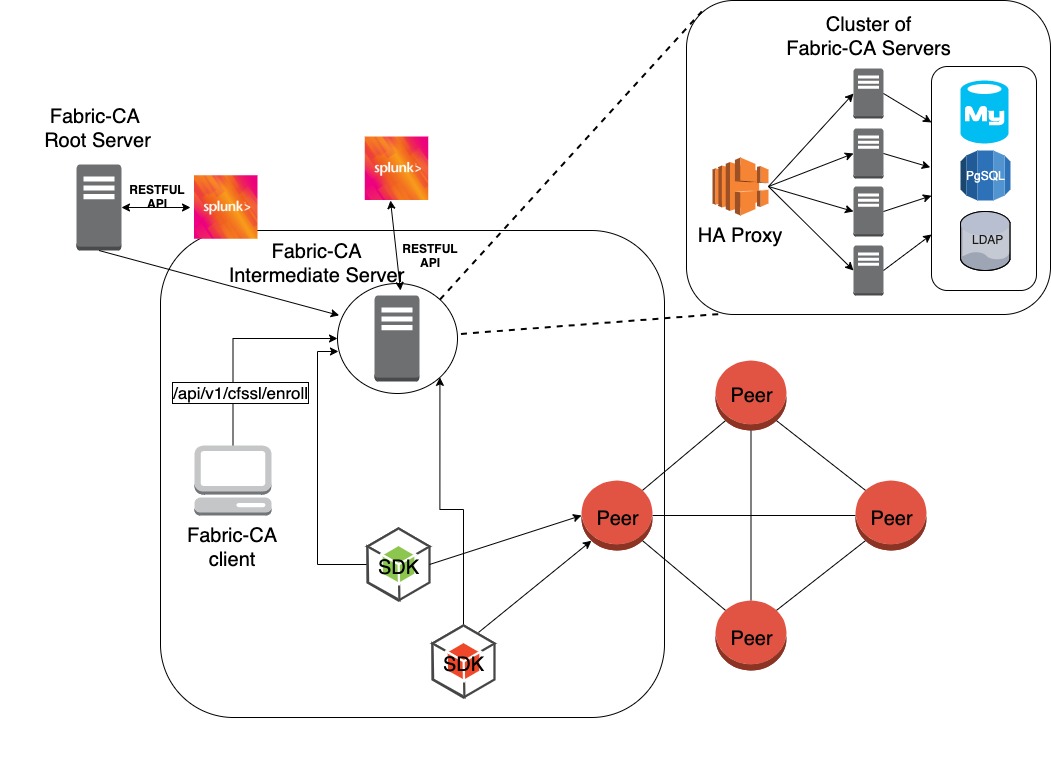 Cluster of
Fabric-CA Servers
My
PgSQL
LDAP
HA Proxy
Fabric-CA
Root Server
RESTFUL
API
splunk>
splunk>
RESTFUL
API
Fabric-CA
Intermediate Server
/api/v1/cfssl/enroll
Fabric-CA
client
SDK
SDK
Peer
Peer
Peer
Peer